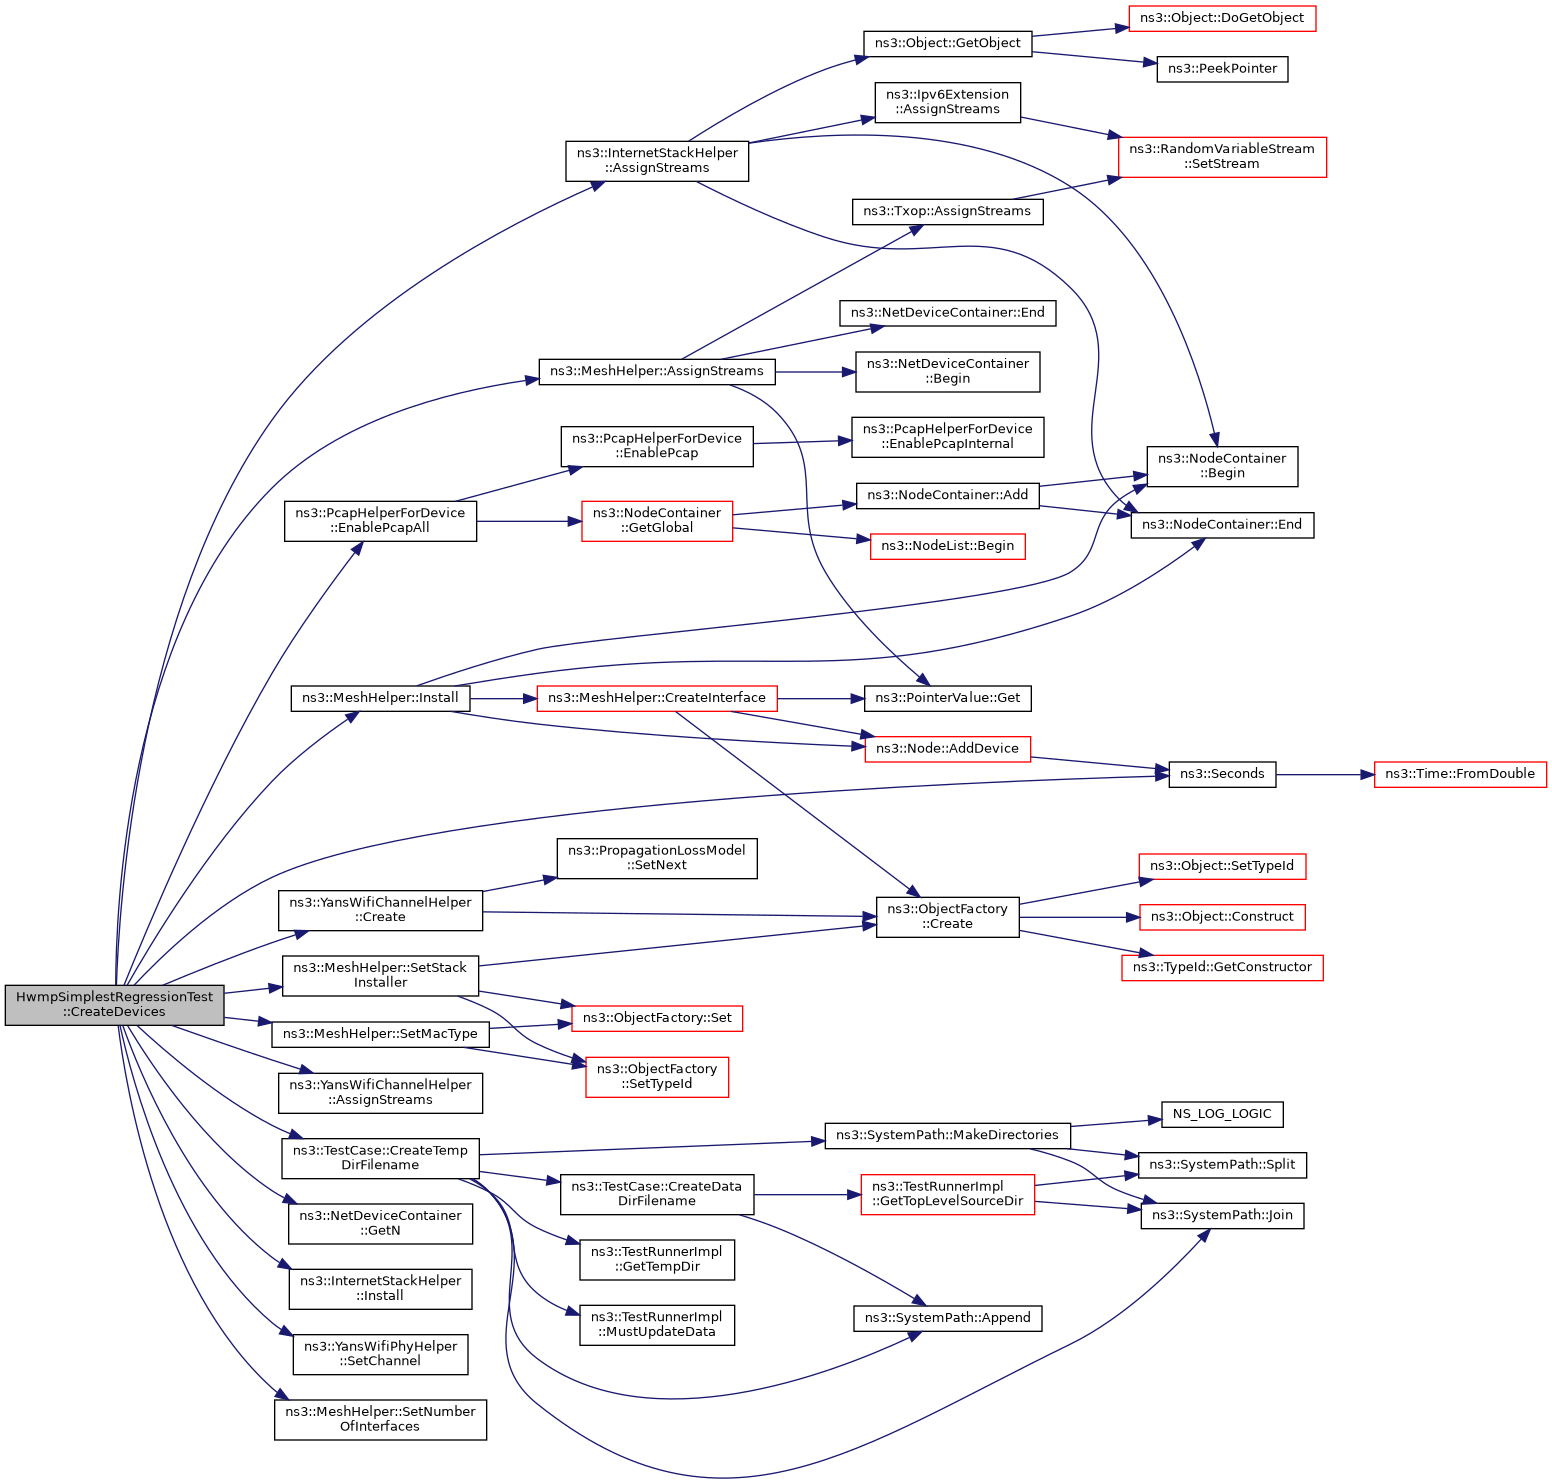 HwmpSimplestRegressionTest
::CreateDevices
ns3::InternetStackHelper
::AssignStreams
ns3::MeshHelper::AssignStreams
ns3::PcapHelperForDevice
::EnablePcapAll
ns3::MeshHelper::Install
ns3::YansWifiChannelHelper
::Create
ns3::MeshHelper::SetStack
Installer
ns3::MeshHelper::SetMacType
ns3::YansWifiChannelHelper
::AssignStreams
ns3::TestCase::CreateTemp
DirFilename
ns3::NetDeviceContainer
::GetN
ns3::InternetStackHelper
::Install
ns3::YansWifiPhyHelper
::SetChannel
ns3::MeshHelper::SetNumber
OfInterfaces
ns3::PcapHelperForDevice
::EnablePcap
ns3::NodeContainer
::GetGlobal
ns3::MeshHelper::CreateInterface
ns3::PropagationLossModel
::SetNext
ns3::ObjectFactory::Set
ns3::ObjectFactory
::SetTypeId
ns3::TestCase::CreateData
DirFilename
ns3::TestRunnerImpl
::GetTempDir
ns3::TestRunnerImpl
::MustUpdateData
ns3::Object::GetObject
ns3::Ipv6Extension
::AssignStreams
ns3::Txop::AssignStreams
ns3::NetDeviceContainer::End
ns3::NetDeviceContainer
::Begin
ns3::PcapHelperForDevice
::EnablePcapInternal
ns3::NodeContainer::Add
ns3::NodeList::Begin
ns3::PointerValue::Get
ns3::Node::AddDevice
ns3::ObjectFactory
::Create
ns3::SystemPath::MakeDirectories
ns3::TestRunnerImpl
::GetTopLevelSourceDir
ns3::SystemPath::Append
ns3::Object::DoGetObject
ns3::PeekPointer
ns3::RandomVariableStream
::SetStream
ns3::NodeContainer
::Begin
ns3::NodeContainer::End
ns3::Seconds
ns3::Object::SetTypeId
ns3::Object::Construct
ns3::TypeId::GetConstructor
NS_LOG_LOGIC
ns3::SystemPath::Split
ns3::SystemPath::Join
ns3::Time::FromDouble